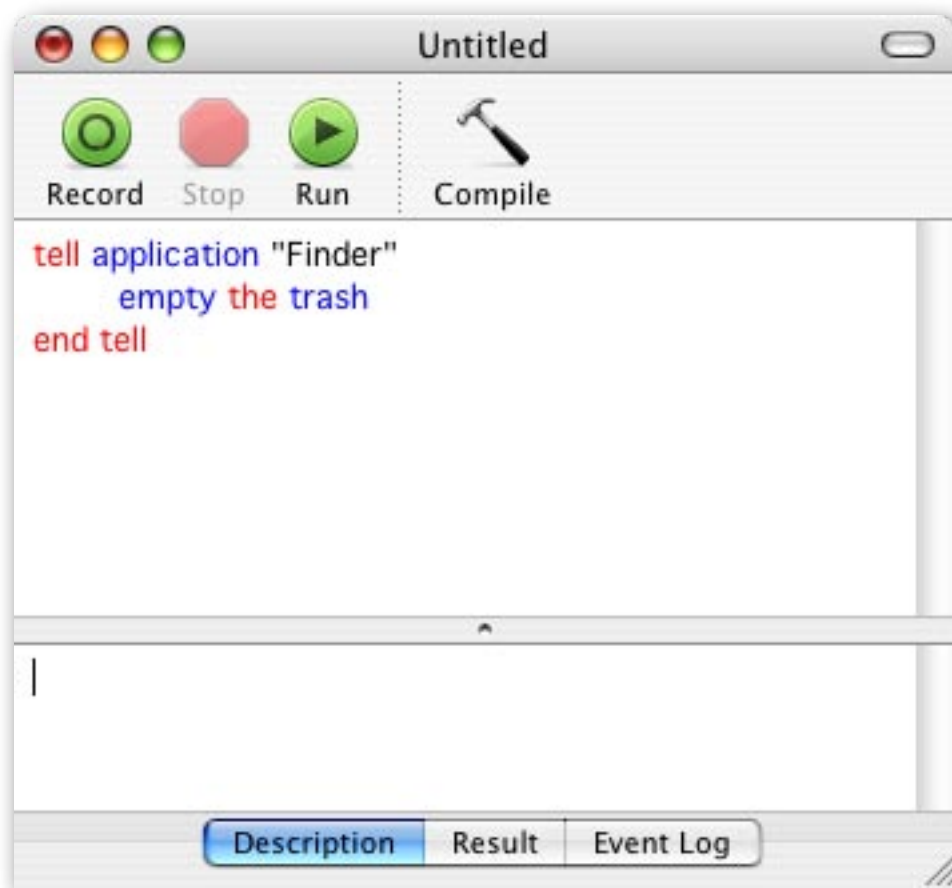 Untitled
Record Stop Run Compile
tell application "Finder"
empty the trash
end tell
Description Result Event Log